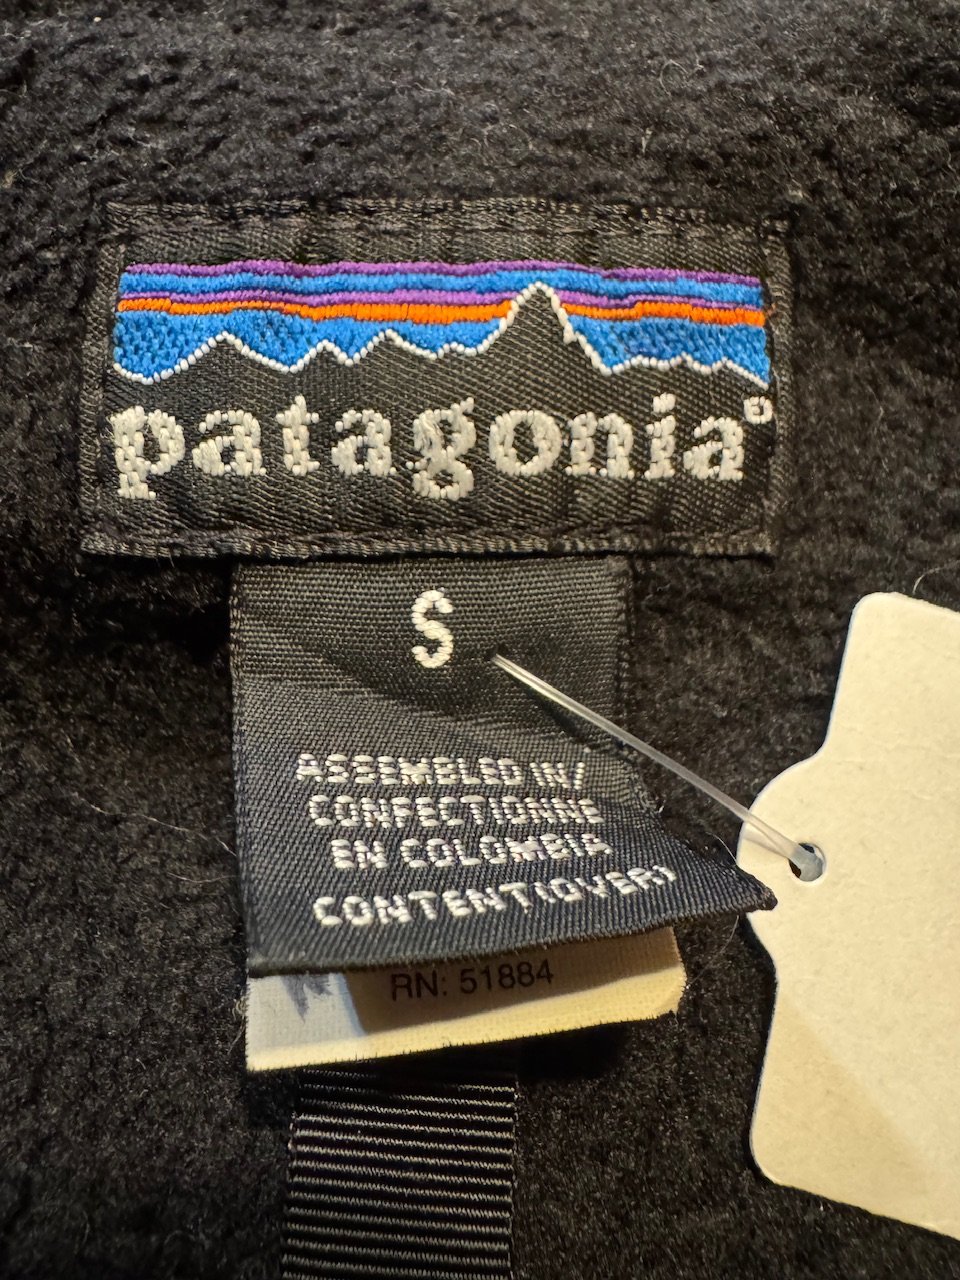 patagonia®
S
ASSEMBLED IN/
CONFECTIONNE
EN COLOMBIA
CONTENT(OVER)
RN: 51884